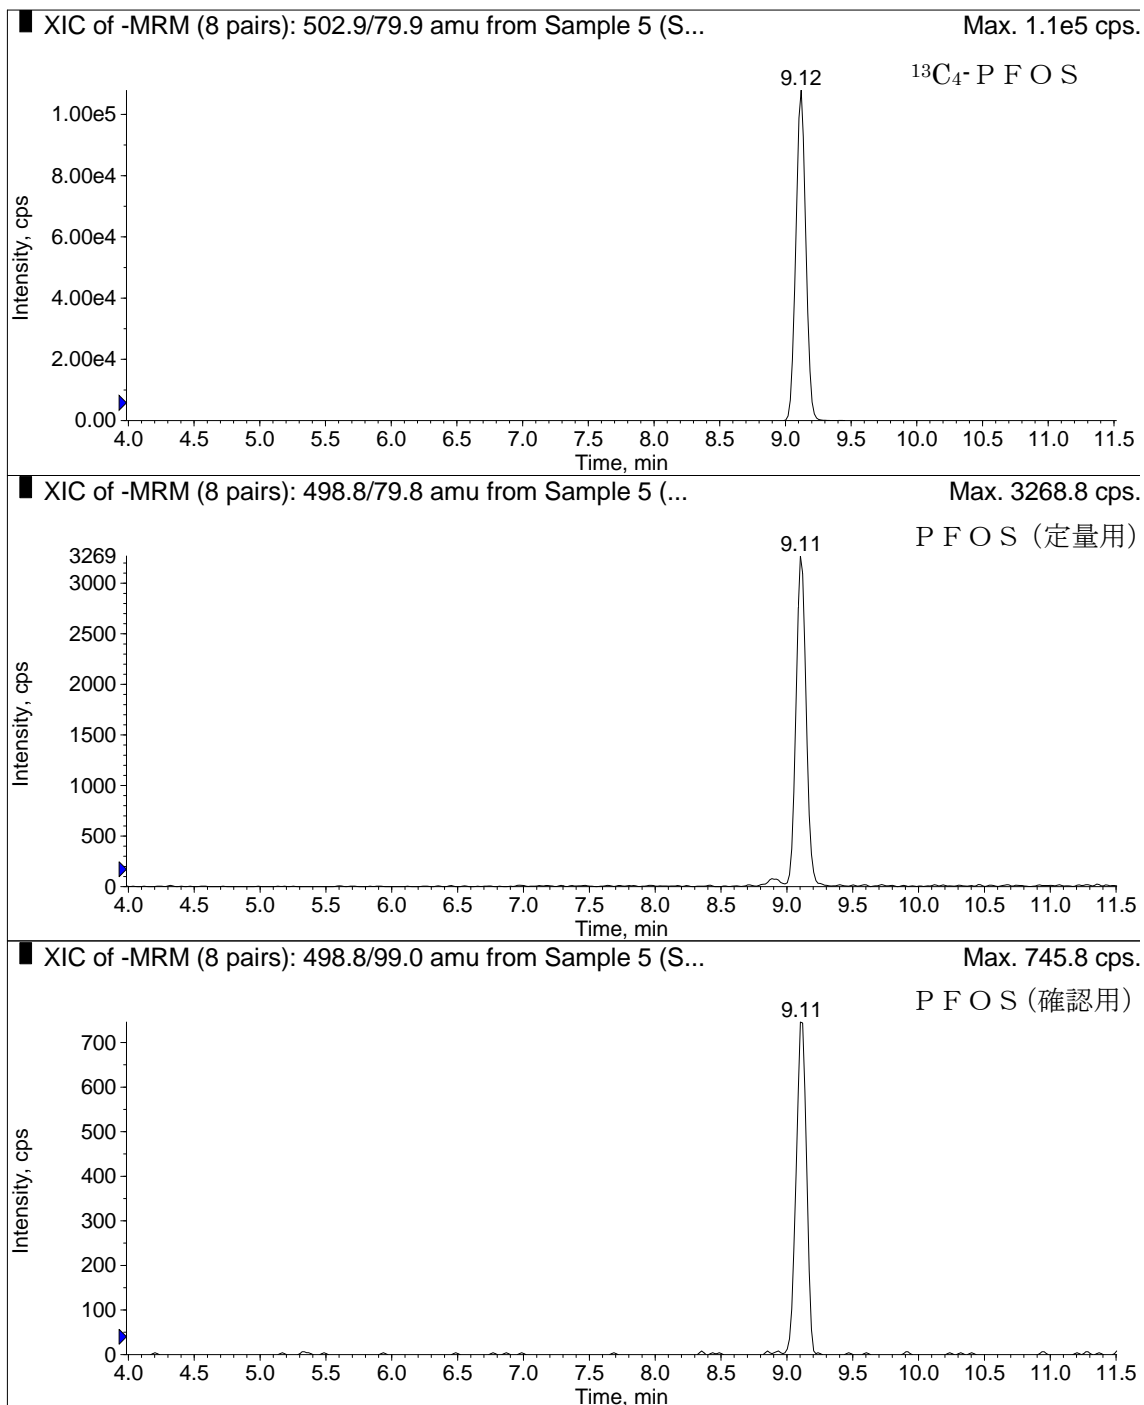 XIC of -MRM (8 pairs): 502.9/79.9 amu from Sample 5 (S... Max. 1.1e5 cps.
¹³C₄-ＰＦＯＳ
9.12
1.00e5
8.00e4
6.00e4
4.00e4
2.00e4
0.00
Intensity, cps
4.0 4.5 5.0 5.5 6.0 6.5 7.0 7.5 8.0 8.5 9.0 9.5 10.0 10.5 11.0 11.5
Time, min
XIC of -MRM (8 pairs): 498.8/79.8 amu from Sample 5 (... Max. 3268.8 cps.
ＰＦＯＳ（定量用）
9.11
3269
3000
2500
2000
1500
1000
500
0
Intensity, cps
4.0 4.5 5.0 5.5 6.0 6.5 7.0 7.5 8.0 8.5 9.0 9.5 10.0 10.5 11.0 11.5
Time, min
XIC of -MRM (8 pairs): 498.8/99.0 amu from Sample 5 (S... Max. 745.8 cps.
ＰＦＯＳ（確認用）
9.11
700
600
500
400
300
200
100
0
Intensity, cps
4.0 4.5 5.0 5.5 6.0 6.5 7.0 7.5 8.0 8.5 9.0 9.5 10.0 10.5 11.0 11.5
Time, min